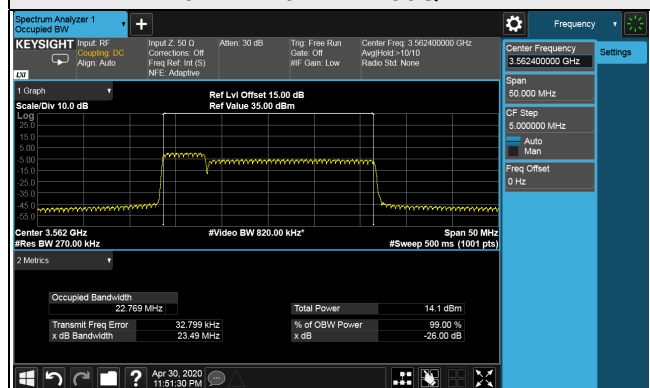 Spectrum Analyzer 1
Occupied BW
Frequency
KEYSIGHT
Input: RF
Coupling: DC
Align: Auto
Input Z: 50 Ω
Corrections: Off
Freq Ref: Int (S)
NFE: Adaptive
Atten: 30 dB
Trig: Free Run
Gate: Off
#IF Gain: Low
Center Freq: 3.562400000 GHz
Avg|Hold:>10/10
Radio Std: None
LXI
Center Frequency
3.562400000 GHz
Settings
Span
50.000 MHz
CF Step
5.000000 MHz
Auto
Man
Freq Offset
0 Hz
1 Graph
Scale/Div 10.0 dB
Ref Lvl Offset 15.00 dB
Ref Value 35.00 dBm
Log
25.0
15.0
5.00
-5.00
-15.0
-25.0
-35.0
-45.0
-55.0
Center 3.562 GHz
#Res BW 270.00 kHz
#Video BW 820.00 kHz*
Span 50 MHz
#Sweep 500 ms (1001 pts)
2 Metrics
Occupied Bandwidth
22.769 MHz
Total Power 14.1 dBm
Transmit Freq Error 32.799 kHz
% of OBW Power 99.00 %
x dB Bandwidth 23.49 MHz
x dB -26.00 dB
Apr 30, 2020
11:51:30 PM